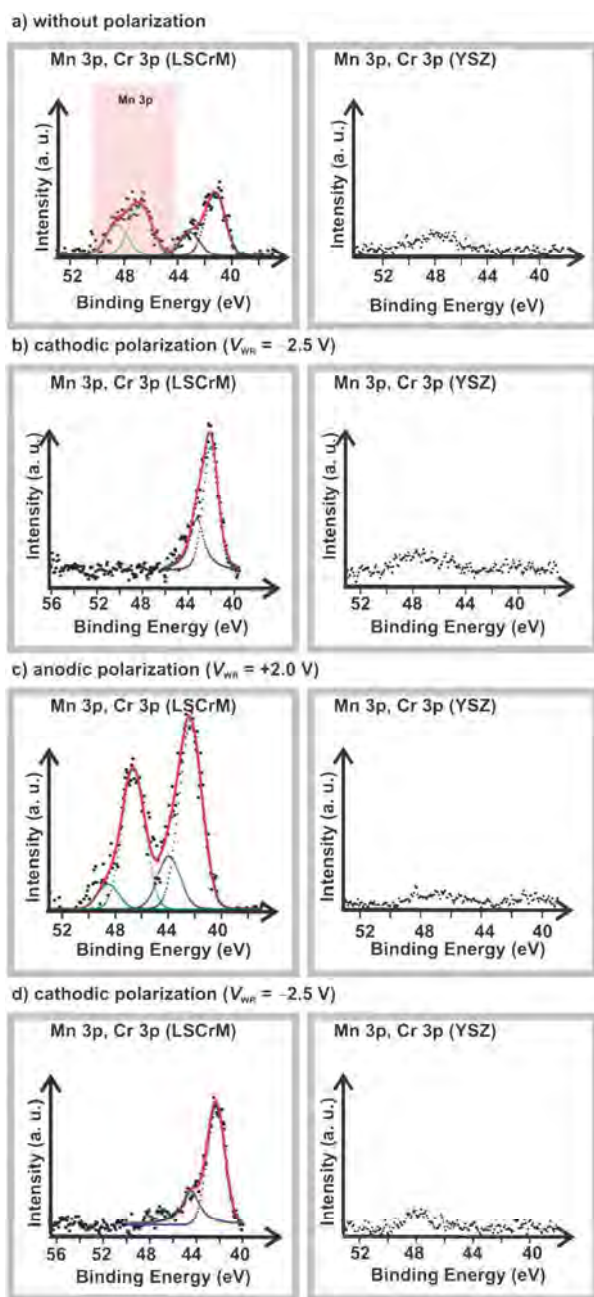 a) without polarization
Mn 3p, Cr 3p (LSCrM)
Mn 3p
Intensity (a. u.)
52 48 44 40
Binding Energy (eV)
Mn 3p, Cr 3p (YSZ)
Intensity (a. u.)
52 48 44 40
Binding Energy (eV)
b) cathodic polarization (VWR = −2.5 V)
Mn 3p, Cr 3p (LSCrM)
Intensity (a. u.)
56 52 48 44 40
Binding Energy (eV)
Mn 3p, Cr 3p (YSZ)
Intensity (a. u.)
52 48 44 40
Binding Energy (eV)
c) anodic polarization (VWR = +2.0 V)
Mn 3p, Cr 3p (LSCrM)
Intensity (a. u.)
52 48 44 40
Binding Energy (eV)
Mn 3p, Cr 3p (YSZ)
Intensity (a. u.)
52 48 44 40
Binding Energy (eV)
d) cathodic polarization (VWR = −2.5 V)
Mn 3p, Cr 3p (LSCrM)
Intensity (a. u.)
56 52 48 44 40
Binding Energy (eV)
Mn 3p, Cr 3p (YSZ)
Intensity (a. u.)
52 48 44 40
Binding Energy (eV)